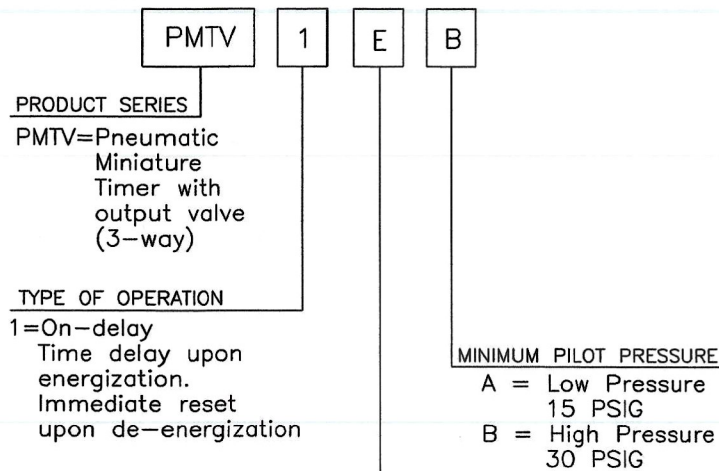 PMTV 1 E B
PRODUCT SERIES
PMTV=Pneumatic
Miniature
Timer with
output valve
(3-way)
TYPE OF OPERATION
1=On-delay
Time delay upon
energization.
Immediate reset
upon de-energization
MINIMUM PILOT PRESSURE
A = Low Pressure
15 PSIG
B = High Pressure
30 PSIG